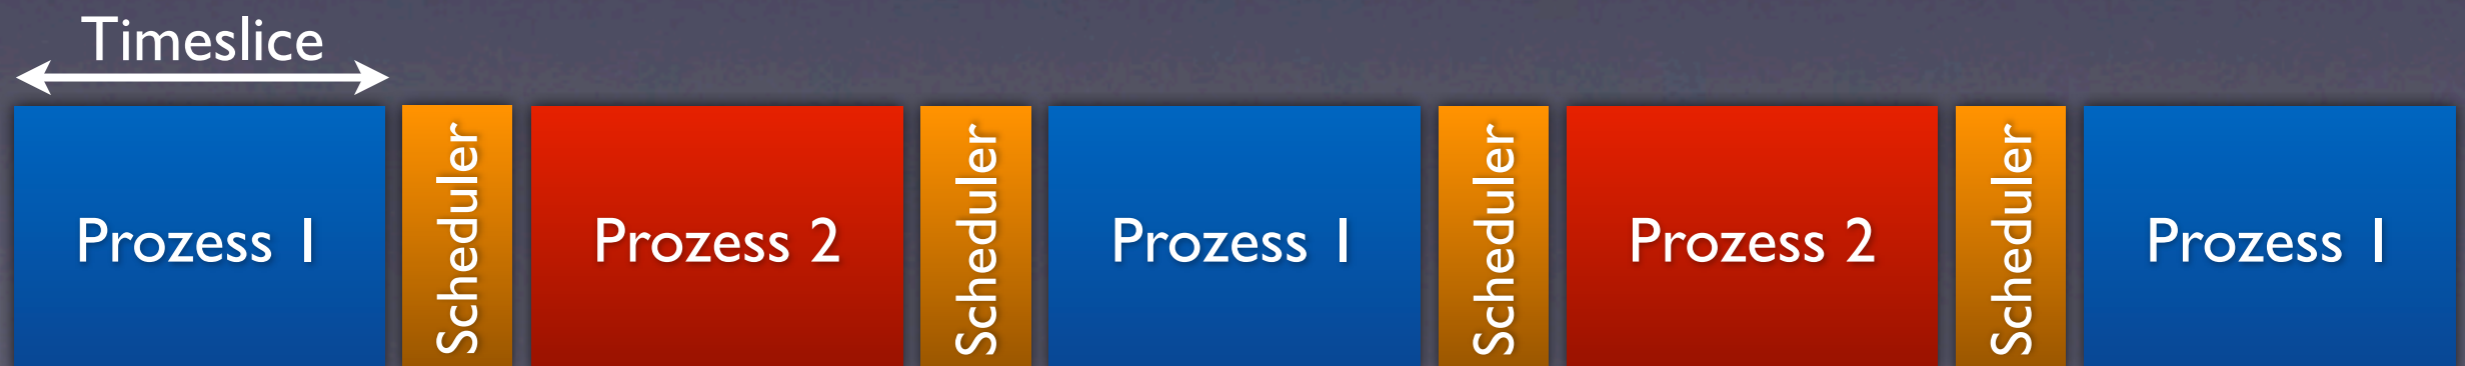 Timeslice
Prozess 1
Scheduler
Prozess 2
Scheduler
Prozess 1
Scheduler
Prozess 2
Scheduler
Prozess 1